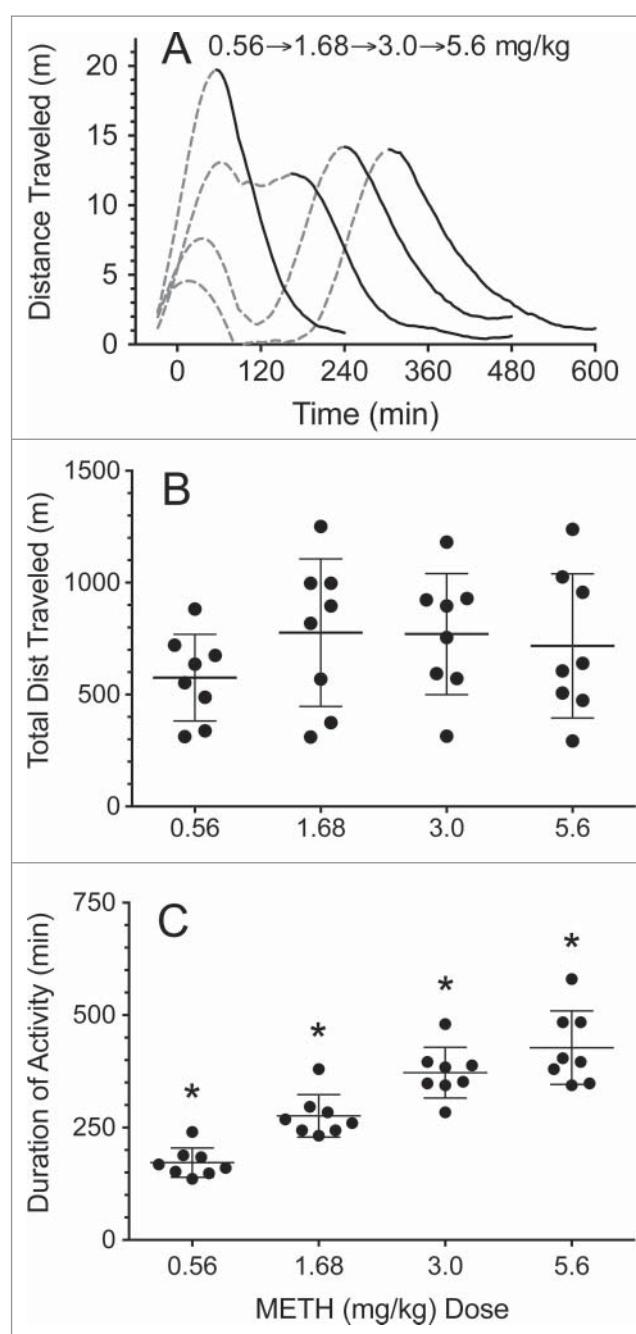 A 0.56→1.68→3.0→5.6 mg/kg
Distance Traveled (m)
20
15
10
5
0
0 120 240 360 480 600
Time (min)
B
Total Dist Traveled (m)
1500
1000
500
0
0.56 1.68 3.0 5.6
C
Duration of Activity (min)
750
500
250
0
* * * *
0.56 1.68 3.0 5.6
METH (mg/kg) Dose